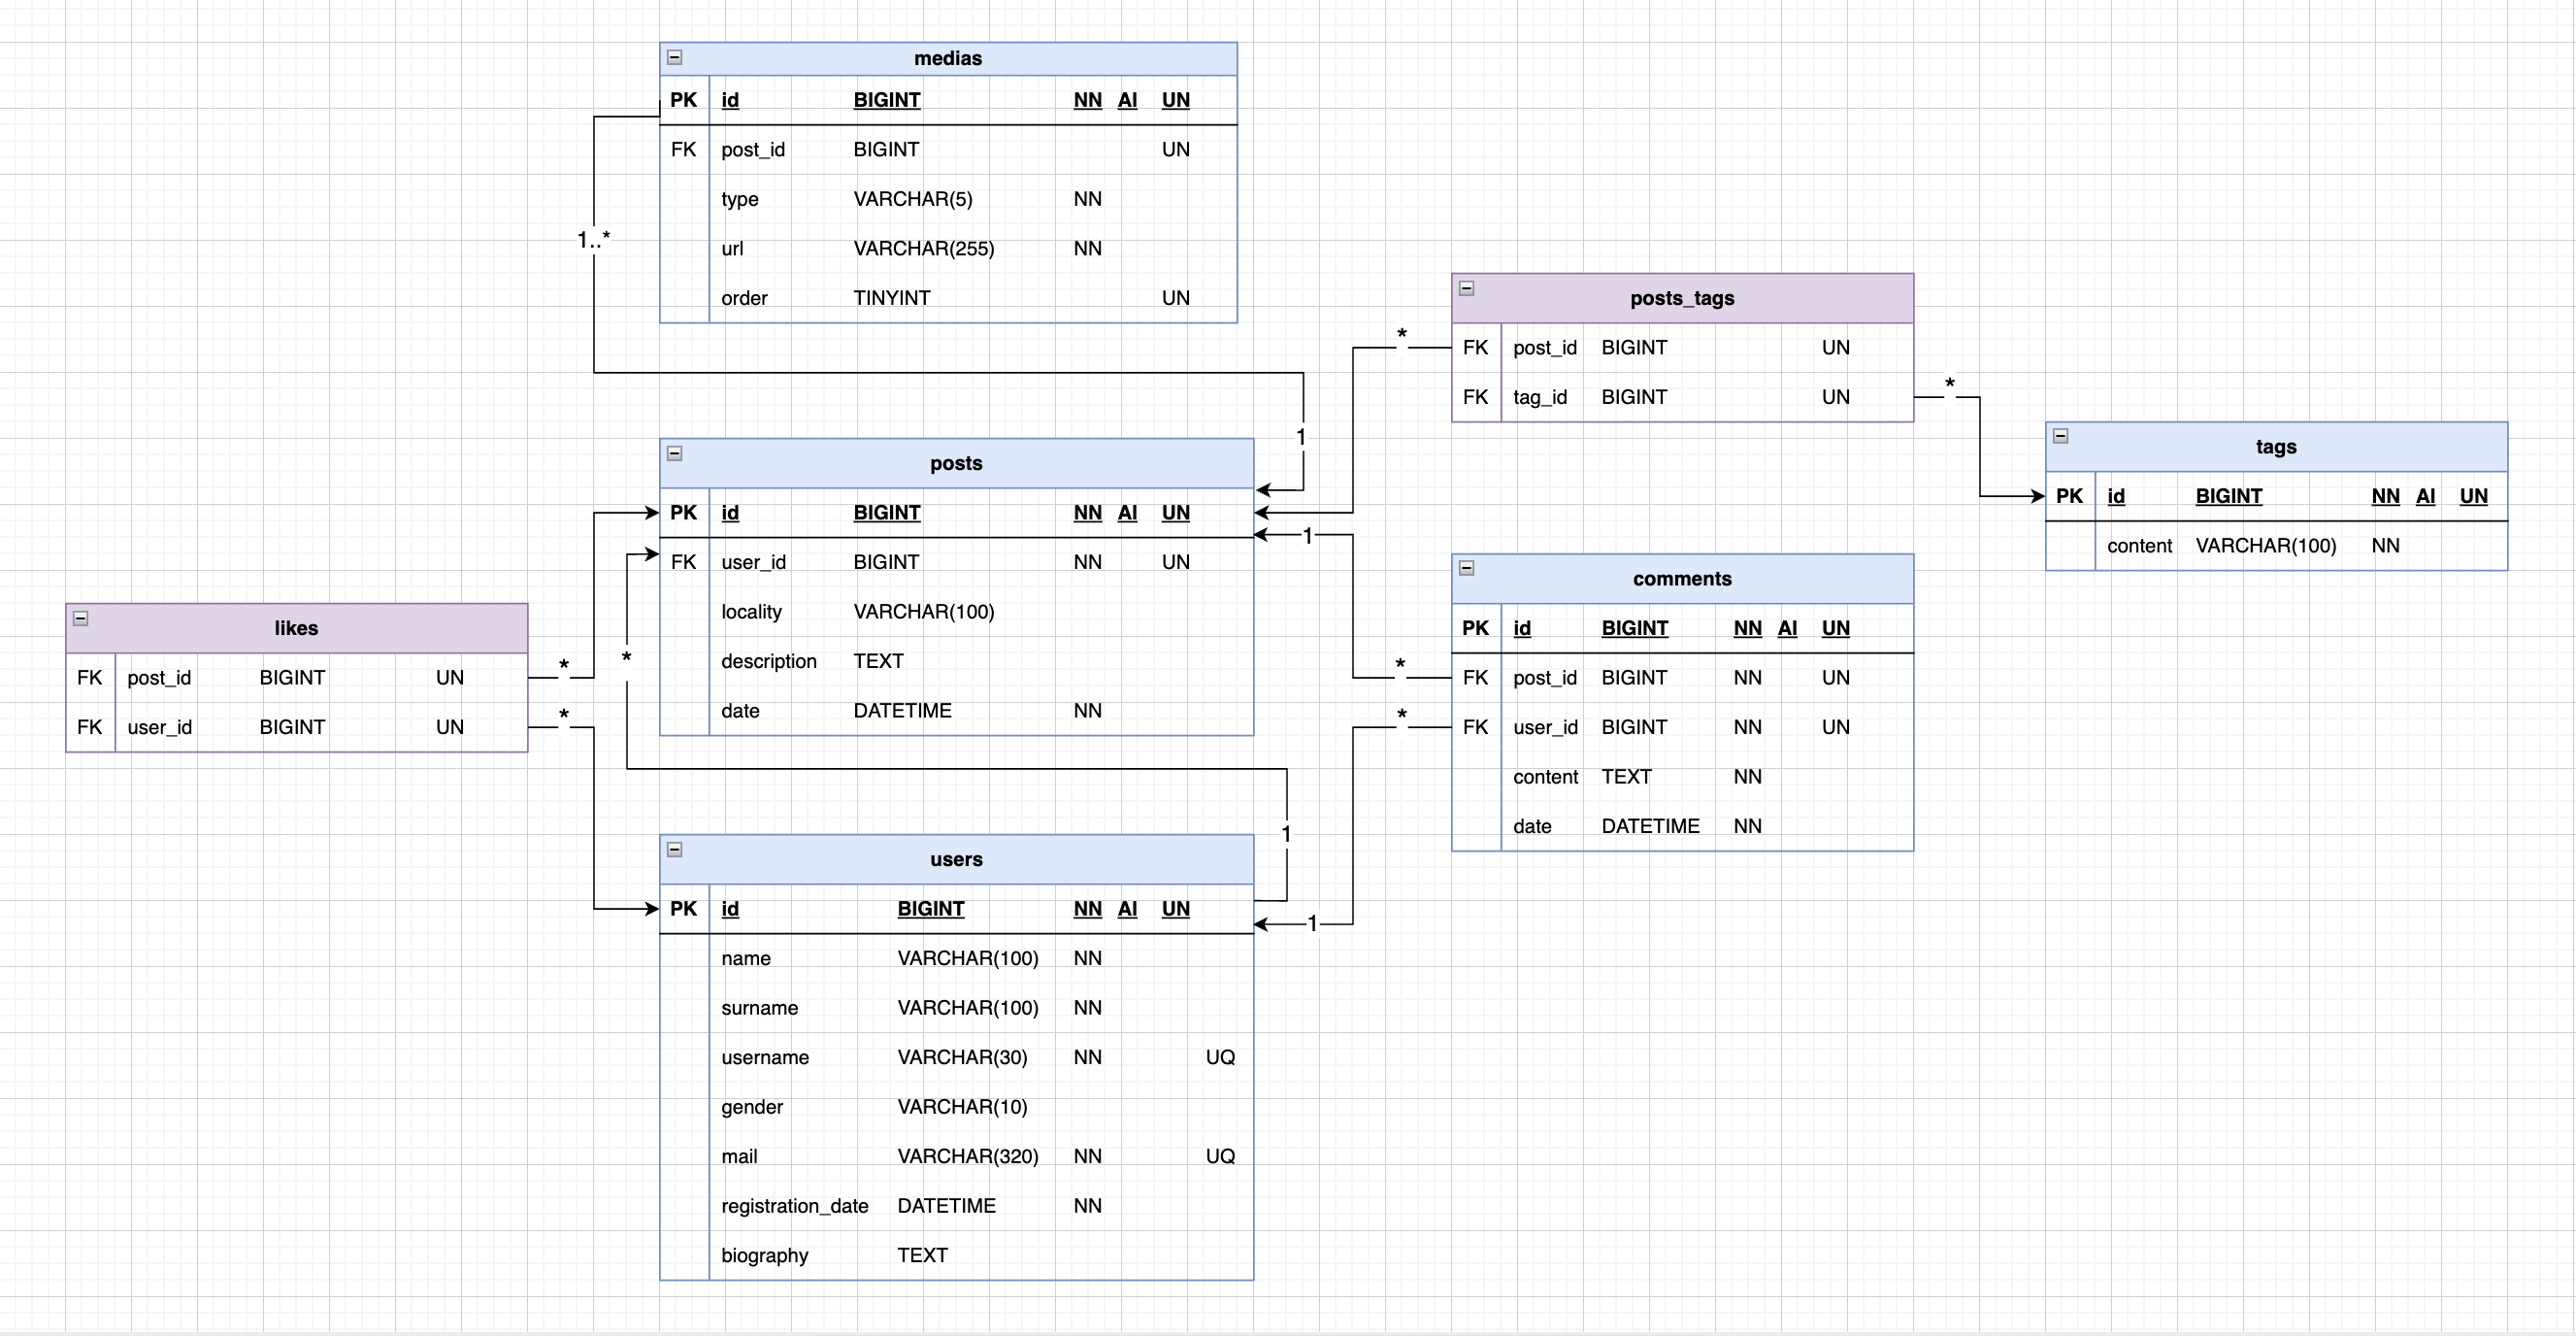 medias
PK id BIGINT NN AI UN
FK post_id BIGINT UN
type VARCHAR(5) NN
url VARCHAR(255) NN
order TINYINT UN
1..*
1
posts_tags
FK post_id BIGINT UN
FK tag_id BIGINT UN
*
*
tags
PK id BIGINT NN AI UN
content VARCHAR(100) NN
posts
PK id BIGINT NN AI UN
FK user_id BIGINT NN UN
locality VARCHAR(100)
description TEXT
date DATETIME NN
1
*
comments
PK id BIGINT NN AI UN
FK post_id BIGINT NN UN
FK user_id BIGINT NN UN
content TEXT NN
date DATETIME NN
*
*
likes
FK post_id BIGINT UN
FK user_id BIGINT UN
*
*
1
1
users
PK id BIGINT NN AI UN
name VARCHAR(100) NN
surname VARCHAR(100) NN
username VARCHAR(30) NN UQ
gender VARCHAR(10)
mail VARCHAR(320) NN UQ
registration_date DATETIME NN
biography TEXT